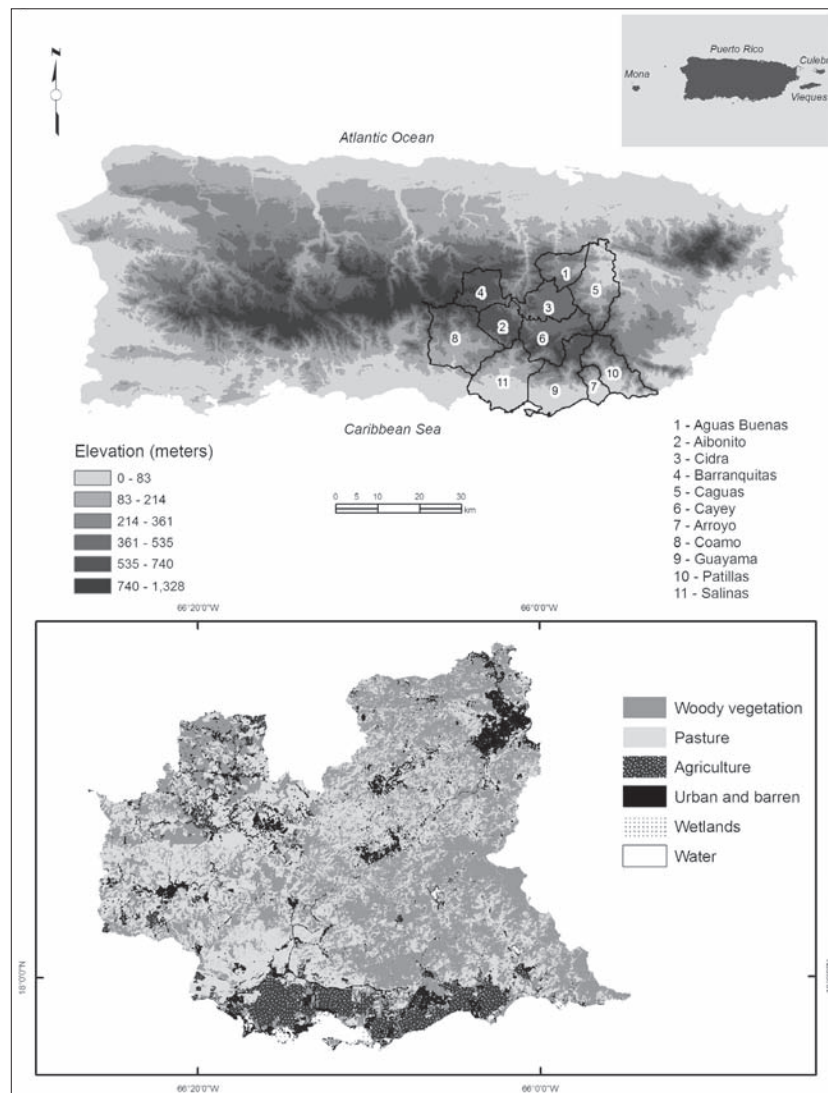 Puerto Rico
Mona
Vieques
N
Atlantic Ocean
1
4
3
5
2
6
8
11
9
7
10
Caribbean Sea
Elevation (meters)
0 - 83
83 - 214
214 - 361
361 - 535
535 - 740
740 - 1,328
0 5 10 20 30
km
1 - Aguas Buenas
2 - Aibonito
3 - Cidra
4 - Barranquitas
5 - Caguas
6 - Cayey
7 - Arroyo
8 - Coamo
9 - Guayama
10 - Patillas
11 - Salinas
66°20'0"W
66°0'0"W
Woody vegetation
Pasture
Agriculture
Urban and barren
Wetlands
Water
18°0'0"N
66°20'0"W
66°0'0"W